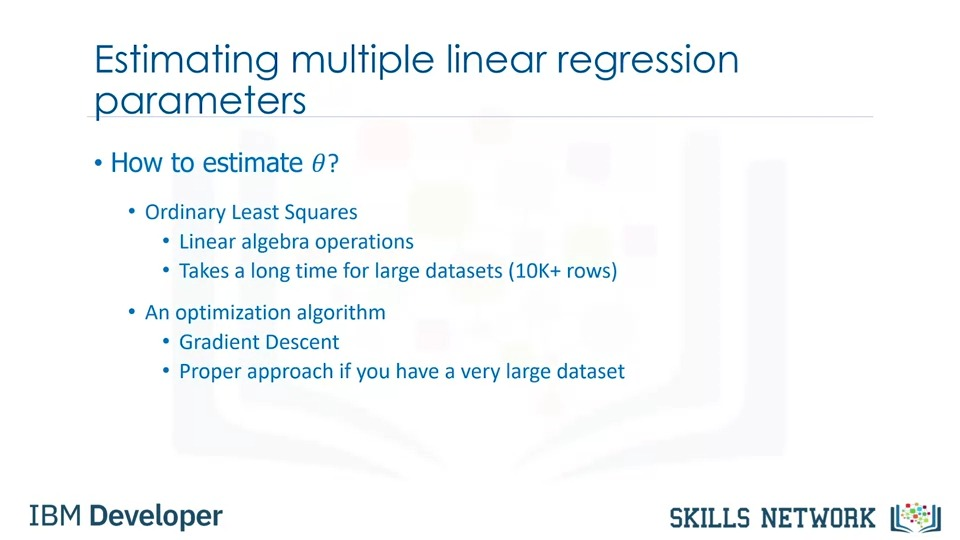 Estimating multiple linear regression
parameters
• How to estimate θ?
• Ordinary Least Squares
• Linear algebra operations
• Takes a long time for large datasets (10K+ rows)
• An optimization algorithm
• Gradient Descent
• Proper approach if you have a very large dataset
IBM Developer
SKILLS NETWORK